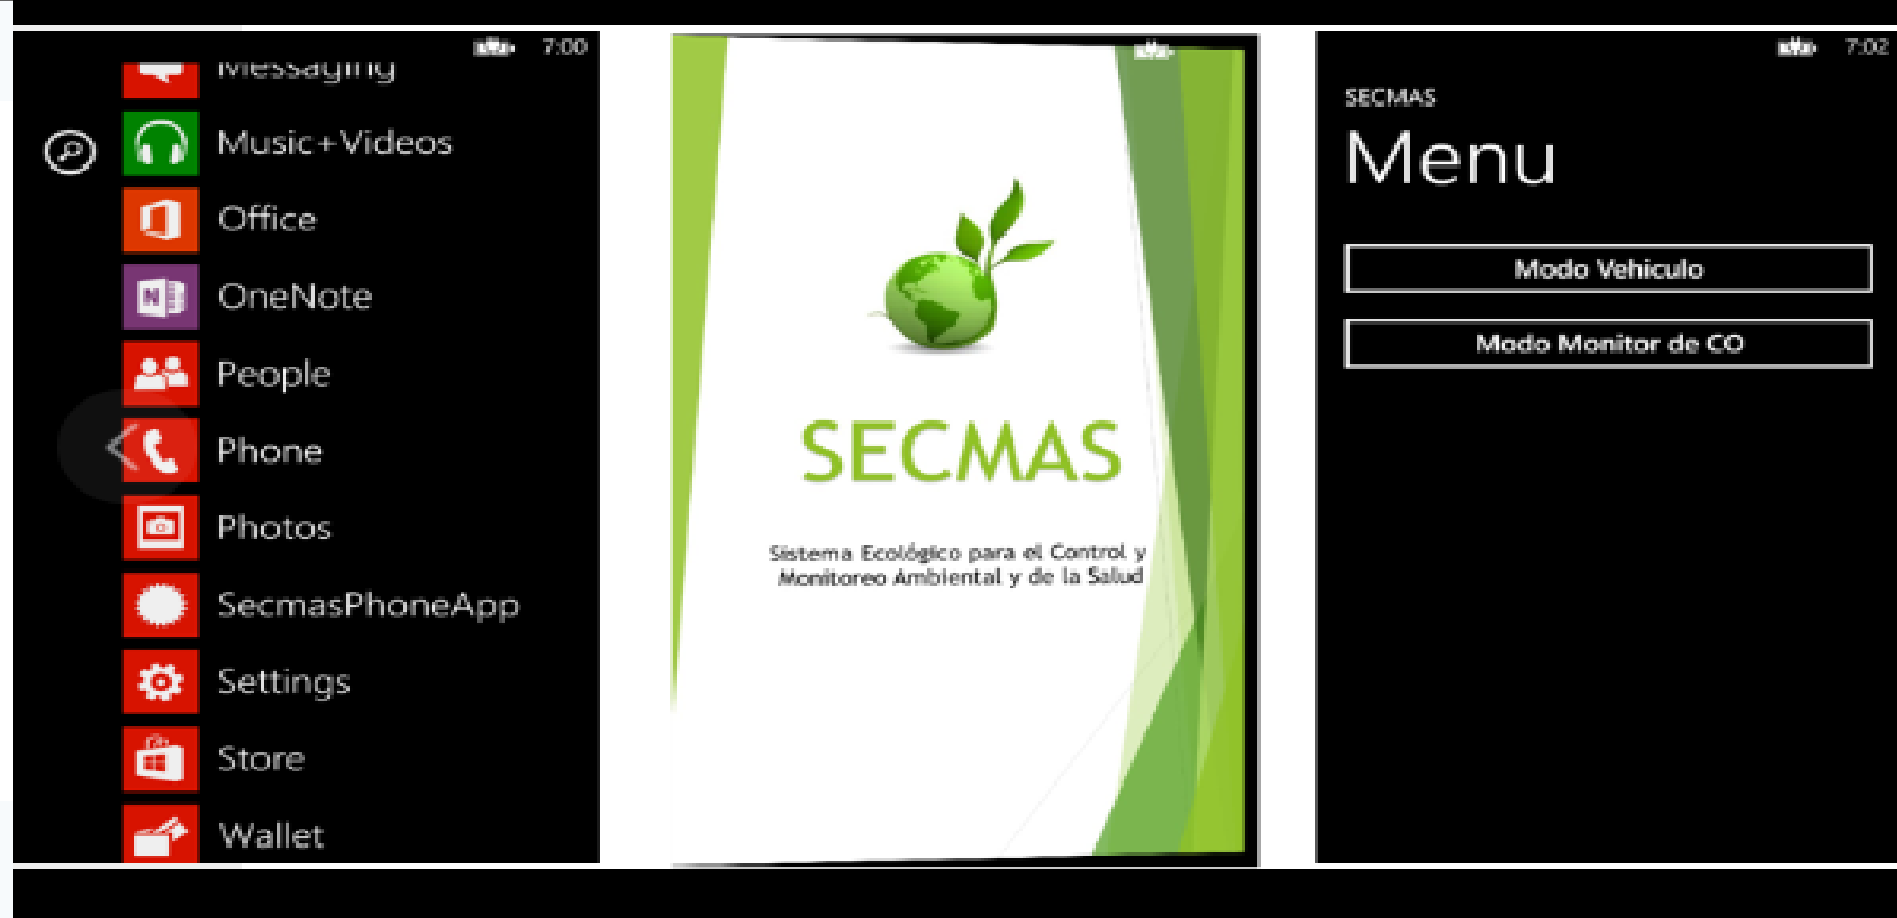 7:00
Messaging
Music+Videos
Office
OneNote
People
Phone
Photos
SecmasPhoneApp
Settings
Store
Wallet
SECMAS
Sistema Ecológico para el Control y
Monitoreo Ambiental y de la Salud
7:02
SECMAS
Menu
Modo Vehiculo
Modo Monitor de CO